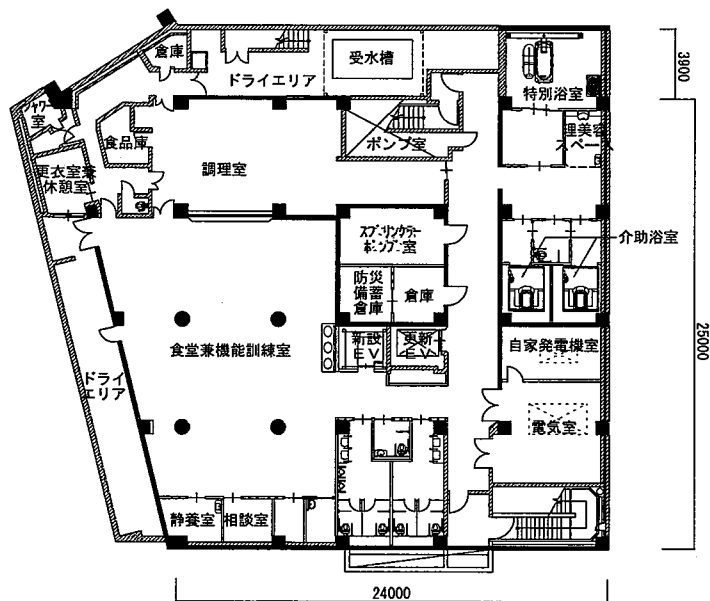 倉庫
受水槽
ドライエリア
特別浴室
3900
シャワー
室
食品庫
ポンプ室
理美容
スペース
調理室
更衣室兼
休憩室
スプリンクラー
ポンプ室
介助浴室
防災
備蓄
倉庫
倉庫
新設
EV
更新
EV
自家発電機室
食堂兼機能訓練室
25000
ドライ
エリア
電気室
静養室
相談室
24000